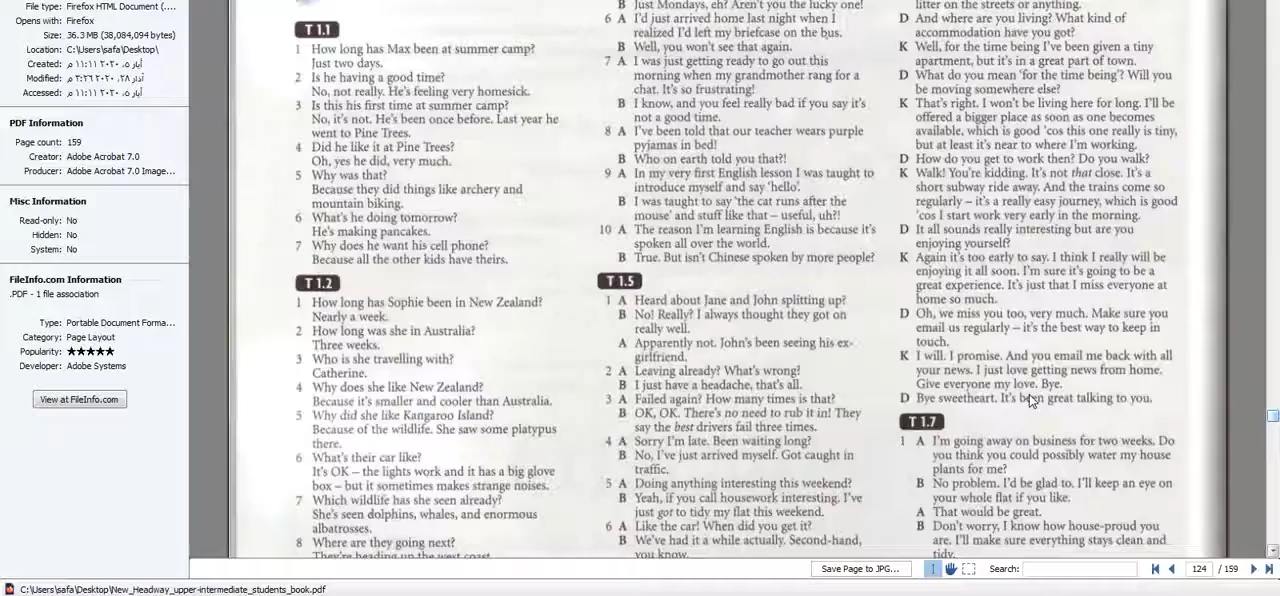 File type: Firefox HTML Document (....
Opens with: Firefox
Size: 36.3 MB (38,084,094 bytes)
Location: C:\Users\safa\Desktop\
Created: أيار ٥، ٢٠٢٠ ١١:١١ م
Modified: آذار ٢٨، ٢٠٢٠ ٣:٢٦ م
Accessed: أيار ٥، ٢٠٢٠ ١١:١١ م
PDF Information
Page count: 159
Creator: Adobe Acrobat 7.0
Producer: Adobe Acrobat 7.0 Image...
Misc Information
Read-only: No
Hidden: No
System: No
FileInfo.com Information
.PDF - 1 file association
Type: Portable Document Forma...
Category: Page Layout
Popularity: ★★★★★
Developer: Adobe Systems
View at FileInfo.com
T 1.1
1 How long has Max been at summer camp?
Just two days.
2 Is he having a good time?
No, not really. He's feeling very homesick.
3 Is this his first time at summer camp?
No, it's not. He's been once before. Last year he
went to Pine Trees.
4 Did he like it at Pine Trees?
Oh, yes he did, very much.
5 Why was that?
Because they did things like archery and
mountain biking.
6 What's he doing tomorrow?
He's making pancakes.
7 Why does he want his cell phone?
Because all the other kids have theirs.
T 1.2
1 How long has Sophie been in New Zealand?
Nearly a week.
2 How long was she in Australia?
Three weeks.
3 Who is she travelling with?
Catherine.
4 Why does she like New Zealand?
Because it's smaller and cooler than Australia.
5 Why did she like Kangaroo Island?
Because of the wildlife. She saw some platypus
there.
6 What's their car like?
It's OK – the lights work and it has a big glove
box – but it sometimes makes strange noises.
7 Which wildlife has she seen already?
She's seen dolphins, whales, and enormous
albatrosses.
8 Where are they going next?
They're heading up the west coast
B Just Mondays, eh? Aren't you the lucky one!
6 A I'd just arrived home last night when I
realized I'd left my briefcase on the bus.
B Well, you won't see that again.
7 A I was just getting ready to go out this
morning when my grandmother rang for a
chat. It's so frustrating!
B I know, and you feel really bad if you say it's
not a good time.
8 A I've been told that our teacher wears purple
pyjamas in bed!
B Who on earth told you that?!
9 A In my very first English lesson I was taught to
introduce myself and say 'hello'.
B I was taught to say 'the cat runs after the
mouse' and stuff like that – useful, uh?!
10 A The reason I'm learning English is because it's
spoken all over the world.
B True. But isn't Chinese spoken by more people?
T 1.5
1 A Heard about Jane and John splitting up?
B No! Really? I always thought they got on
really well.
A Apparently not. John's been seeing his ex-
girlfriend.
2 A Leaving already? What's wrong?
B I just have a headache, that's all.
3 A Failed again? How many times is that?
B OK, OK. There's no need to rub it in! They
say the best drivers fail three times.
4 A Sorry I'm late. Been waiting long?
B No, I've just arrived myself. Got caught in
traffic.
5 A Doing anything interesting this weekend?
B Yeah, if you call housework interesting. I've
just got to tidy my flat this weekend.
6 A Like the car! When did you get it?
B We've had it a while actually. Second-hand,
you know.
litter on the streets or anything.
D And where are you living? What kind of
accommodation have you got?
K Well, for the time being I've been given a tiny
apartment, but it's in a great part of town.
D What do you mean 'for the time being'? Will you
be moving somewhere else?
K That's right. I won't be living here for long. I'll be
offered a bigger place as soon as one becomes
available, which is good 'cos this one really is tiny,
but at least it's near to where I'm working.
D How do you get to work then? Do you walk?
K Walk! You're kidding. It's not that close. It's a
short subway ride away. And the trains come so
regularly – it's a really easy journey, which is good
'cos I start work very early in the morning.
D It all sounds really interesting but are you
enjoying yourself?
K Again it's too early to say. I think I really will be
enjoying it all soon. I'm sure it's going to be a
great experience. It's just that I miss everyone at
home so much.
D Oh, we miss you too, very much. Make sure you
email us regularly – it's the best way to keep in
touch.
K I will. I promise. And you email me back with all
your news. I just love getting news from home.
Give everyone my love. Bye.
D Bye sweetheart. It's been great talking to you.
T 1.7
1 A I'm going away on business for two weeks. Do
you think you could possibly water my house
plants for me?
B No problem. I'd be glad to. I'll keep an eye on
your whole flat if you like.
A That would be great.
B Don't worry, I know how house-proud you
are. I'll make sure everything stays clean and
tidy.
Save Page to JPG...
Search:
124 / 159
C:\Users\safa\Desktop\New_Headway_upper-intermediate_students_book.pdf